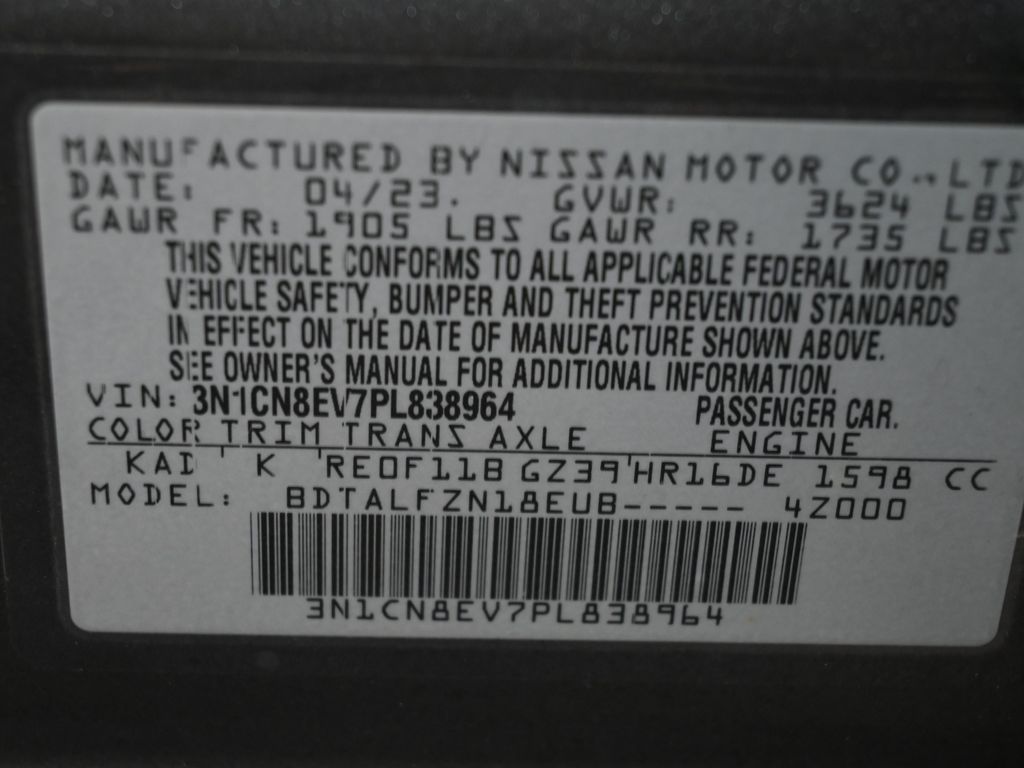 MANUFACTURED BY NISSAN MOTOR CO.,LTD
DATE: 04/23. GVWR: 3624 LBS
GAWR FR: 1905 LBS GAWR RR: 1735 LBS
THIS VEHICLE CONFORMS TO ALL APPLICABLE FEDERAL MOTOR
VEHICLE SAFETY, BUMPER AND THEFT PREVENTION STANDARDS
IN EFFECT ON THE DATE OF MANUFACTURE SHOWN ABOVE.
SEE OWNER'S MANUAL FOR ADDITIONAL INFORMATION.
VIN: 3N1CN8EV7PL838964 PASSENGER CAR.
COLOR TRIM TRANS AXLE ENGINE
KAD K RE0F11B GZ39 HR16DE 1598 CC
MODEL: BDTALFZN18EUB----- 4Z000
3N1CN8EV7PL838964